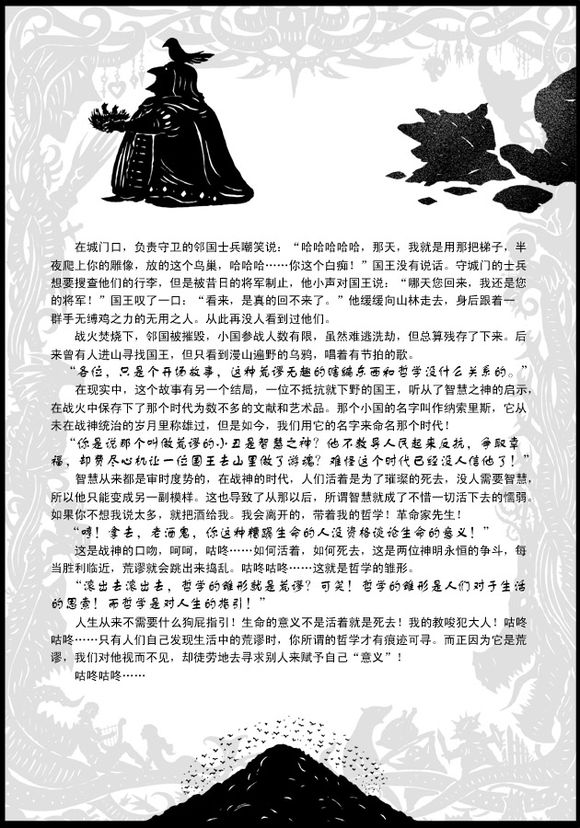 在城门口，负责守卫的邻国士兵嘲笑说：“哈哈哈哈哈，那天，我就是用那把梯子，半
夜爬上你的雕像，放的这个鸟巢，哈哈哈……你这个白痴！”国王没有说话。守城门的士兵
想要搜查他们的行李，但是被昔日的将军制止，他小声对国王说：“哪天您回来，我还是您
的将军！”国王叹了一口：“看来，是真的回不来了。”他缓缓向山林走去，身后跟着一
群手无缚鸡之力的无用之人。从此再没人看到过他们。
战火焚烧下，邻国被摧毁，小国参战人数有限，虽然难逃洗劫，但总算残存了下来。后
来曾有人进山寻找国王，但只看到漫山遍野的乌鸦，唱着有节拍的歌。
“各位，只是个开场故事，这种荒谬无趣的瞎编东西和哲学没什么关系的。”
在现实中，这个故事有另一个结局，一位不抵抗就下野的国王，听从了智慧之神的启示，
在战火中保存下了那个时代为数不多的文献和艺术品。那个小国的名字叫作纳索里斯，它从
未在战神统治的岁月里称雄过，但是如今，我们用它的名字来命名那个时代！
“你是说那个叫做荒谬的小丑是智慧之神？他不教导人民起来反抗，争取幸
福，却费尽心机让一位国王去山里做了游魂？难怪这个时代已经没人信他了！”
智慧从来都是审时度势的，在战神的时代，人们活着是为了璀璨的死去，没人需要智慧，
所以他只能变成另一副模样。这也导致了从那以后，所谓智慧就成了不惜一切活下去的懦弱。
如果你不想我说太多，就把酒给我。我会离开的，带着我的哲学！革命家先生！
“哼！拿去，老酒鬼，你这种糟蹋生命的人没资格谈论生命的意义！”
这是战神的口吻，呵呵，咕咚……如何活着，如何死去，这是两位神明永恒的争斗，每
当胜利临近，荒谬就会跳出来捣乱。咕咚咕咚……这就是哲学的雏形。
“滚出去滚出去，哲学的雏形就是荒谬？可笑！哲学的雏形是人们对于生活
的思索！而哲学是对人生的指引！”
人生从来不需要什么狗屁指引！生命的意义不是活着就是死去！我的教唆犯大人！咕咚
咕咚……只有人们自己发现生活中的荒谬时，你所谓的哲学才有痕迹可寻。而正因为它是荒
谬，我们对他视而不见，却徒劳地去寻求别人来赋予自己“意义”！
咕咚咕咚……